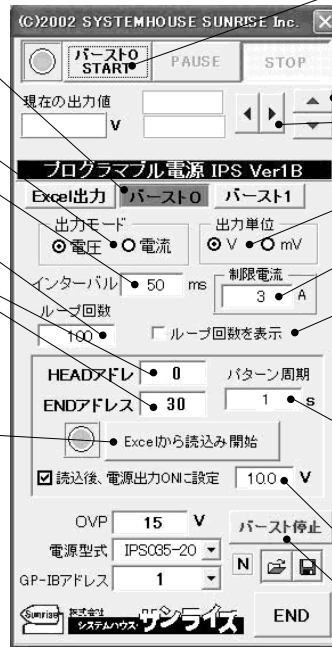 (C)2002 SYSTEMHOUSE SUNRISE Inc.
バースト0 START PAUSE STOP
現在の出力値
V
プログラマブル電源 IPS Ver1B
Excel出力 バースト0 バースト1
出力モード 出力単位
電圧 電流 V mV
インターバル 50 ms 制限電流 3 A
ループ回数
100 ループ回数を表示
HEADアドレ 0 パターン周期
ENDアドレス 30 1 s
Excelから読込み開始
読込後、電源出力ONに設定 10.0 V
OVP 15 V バースト停止
電源型式 IPS035-20
GP-IBアドレス 1 N
Sunrise 株式会社 システムハウス・サンライズ END